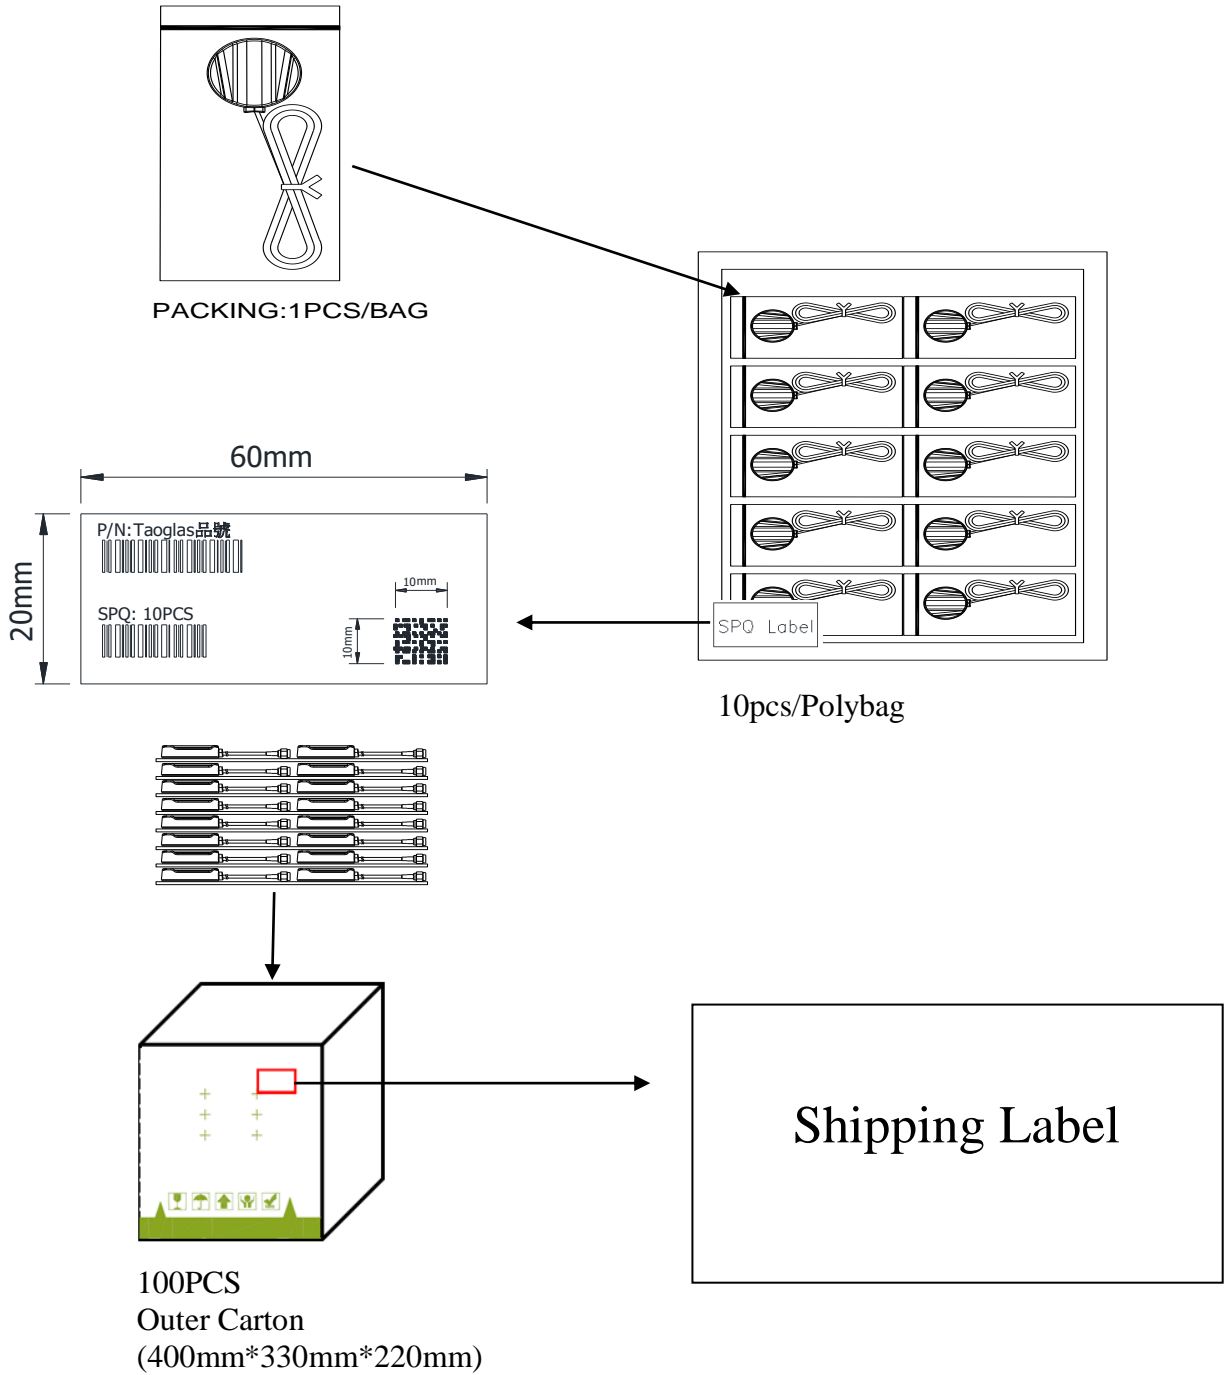 PACKING:1PCS/BAG
60mm
20mm
P/N:Taoglas品號
SPQ: 10PCS
10mm
10mm
SPQ Label
10pcs/Polybag
Shipping Label
100PCS
Outer Carton
(400mm*330mm*220mm)